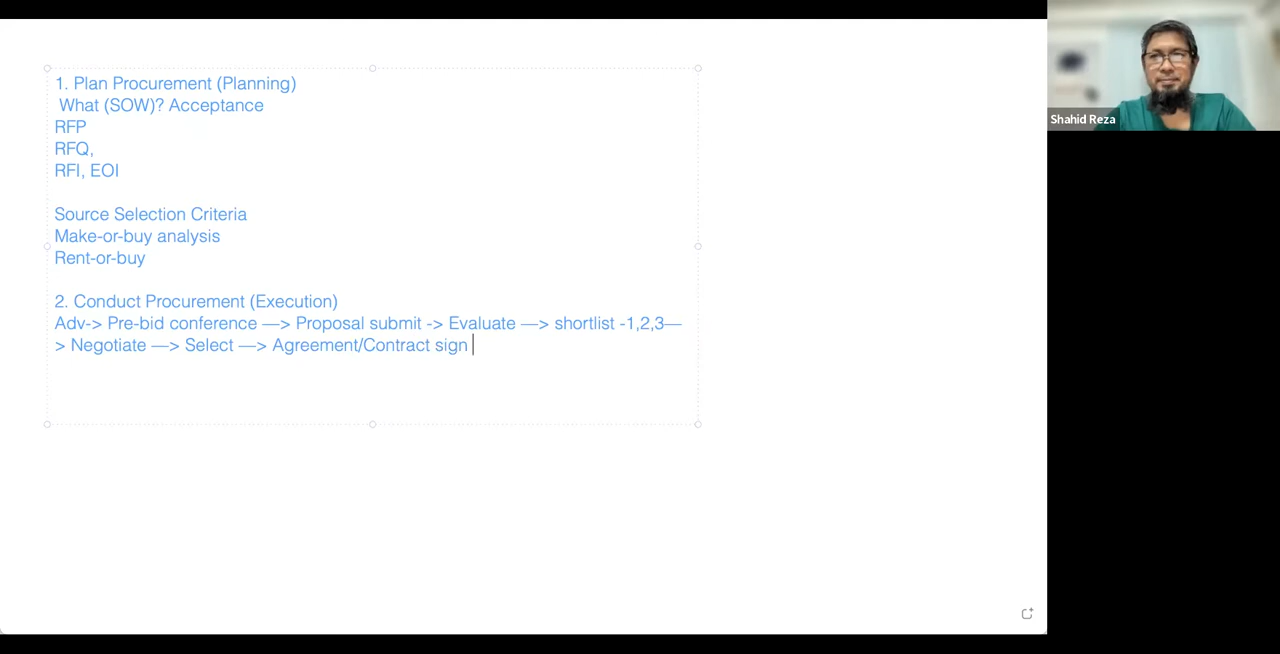 1. Plan Procurement (Planning)
What (SOW)? Acceptance
RFP
RFQ,
RFI, EOI
Source Selection Criteria
Make-or-buy analysis
Rent-or-buy
2. Conduct Procurement (Execution)
Adv-> Pre-bid conference —> Proposal submit -> Evaluate —> shortlist -1,2,3—
> Negotiate —> Select —> Agreement/Contract sign
Shahid Reza